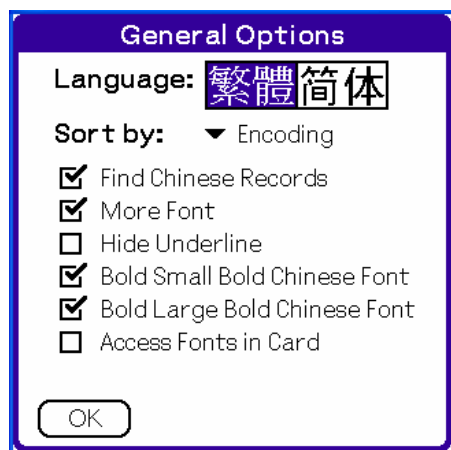 General Options
Language: 繁體 简体
Sort by: Encoding
Find Chinese Records
More Font
Hide Underline
Bold Small Bold Chinese Font
Bold Large Bold Chinese Font
Access Fonts in Card
OK